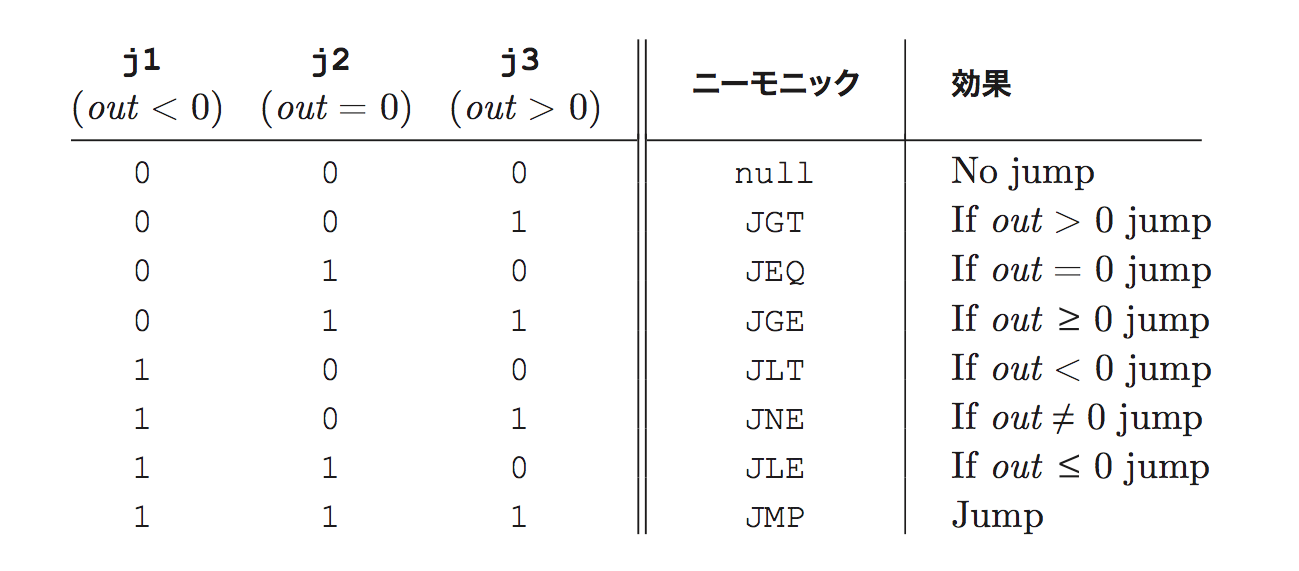 j1 j2 j3 ニーモニック 効果
(out < 0) (out = 0) (out > 0)
0 0 0 null No jump
0 0 1 JGT If out > 0 jump
0 1 0 JEQ If out = 0 jump
0 1 1 JGE If out ≥ 0 jump
1 0 0 JLT If out < 0 jump
1 0 1 JNE If out ≠ 0 jump
1 1 0 JLE If out ≤ 0 jump
1 1 1 JMP Jump